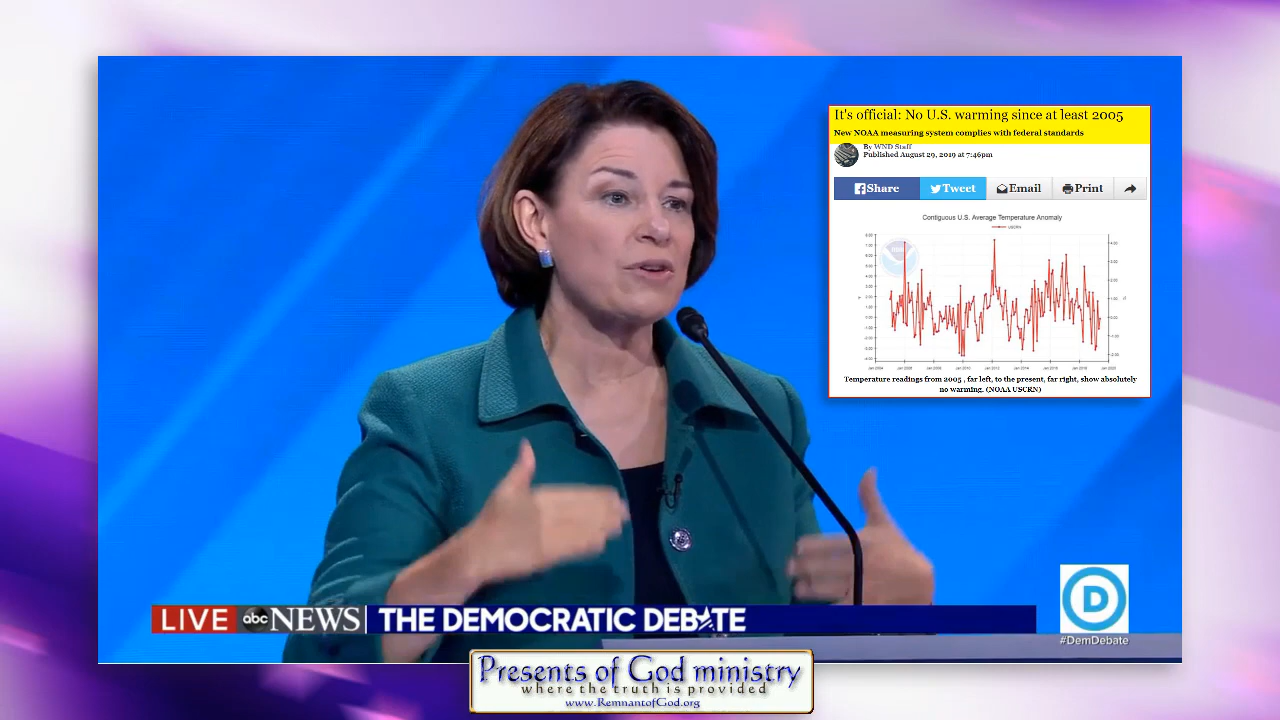 It's official: No U.S. warming since at least 2005
New NOAA measuring system complies with federal standards
By WND Staff
Published August 29, 2019 at 7:46pm
Share Tweet Email Print
Contiguous U.S. Average Temperature Anomaly
USCRN
Temperature readings from 2005 , far left, to the present, far right, show absolutely
no warming. (NOAA USCRN)
LIVE abc NEWS THE DEMOCRATIC DEBATE
D
#DemDebate
Presents of God ministry
where the truth is provided
www.RemnantofGod.org